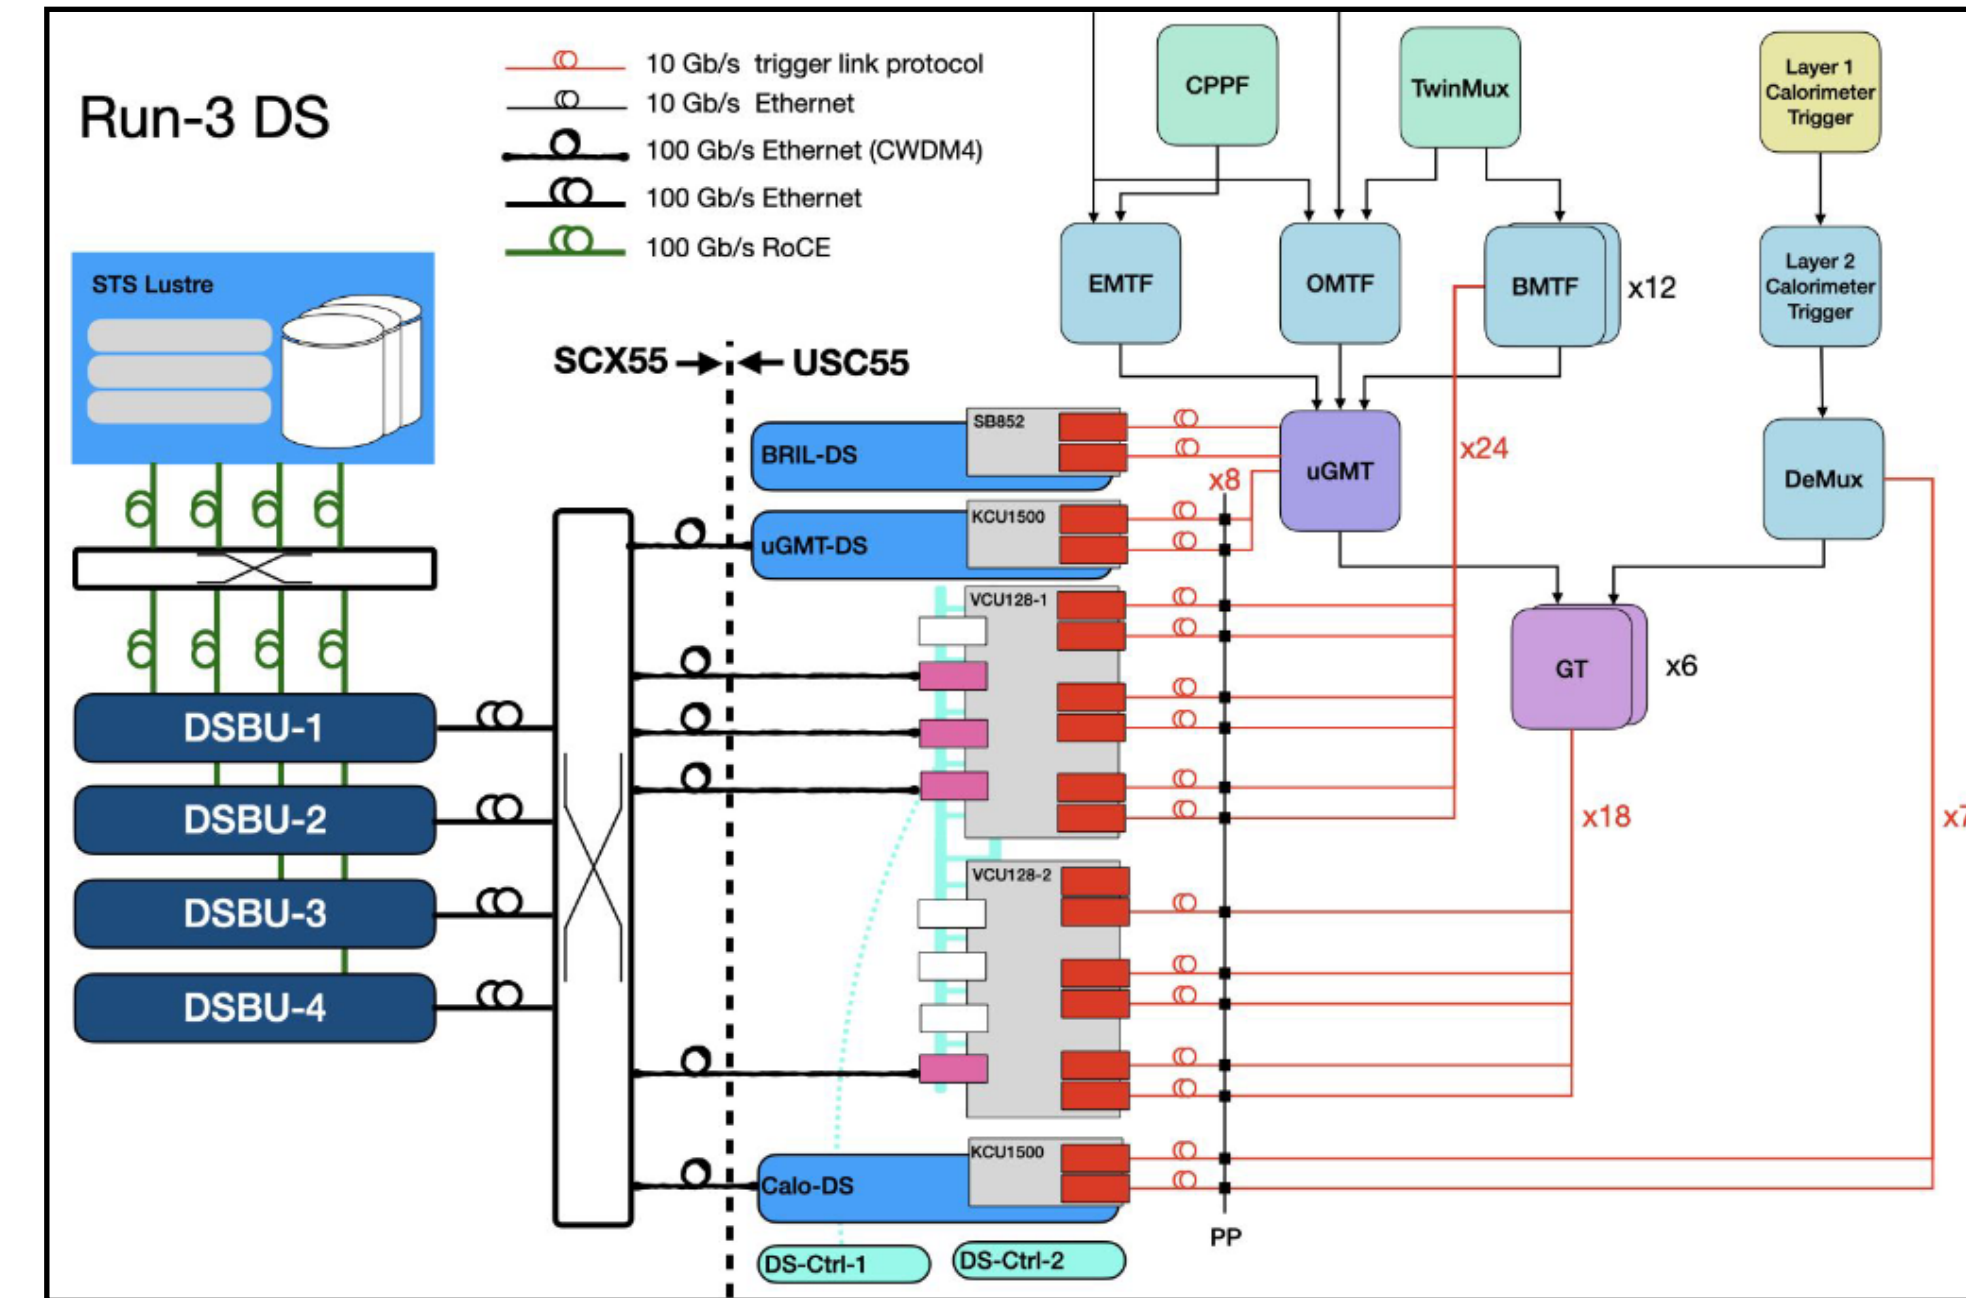 Run-3 DS
10 Gb/s trigger link protocol
10 Gb/s Ethernet
100 Gb/s Ethernet (CWDM4)
100 Gb/s Ethernet
100 Gb/s RoCE
CPPF
TwinMux
Layer 1
Calorimeter
Trigger
EMTF
OMTF
BMTF
x12
Layer 2
Calorimeter
Trigger
STS Lustre
SCX55
USC55
SB852
BRIL-DS
uGMT
x24
x8
DeMux
KCU1500
uGMT-DS
VCU128-1
GT
x6
DSBU-1
DSBU-2
DSBU-3
DSBU-4
x18
x7
VCU128-2
KCU1500
Calo-DS
PP
DS-Ctrl-1
DS-Ctrl-2